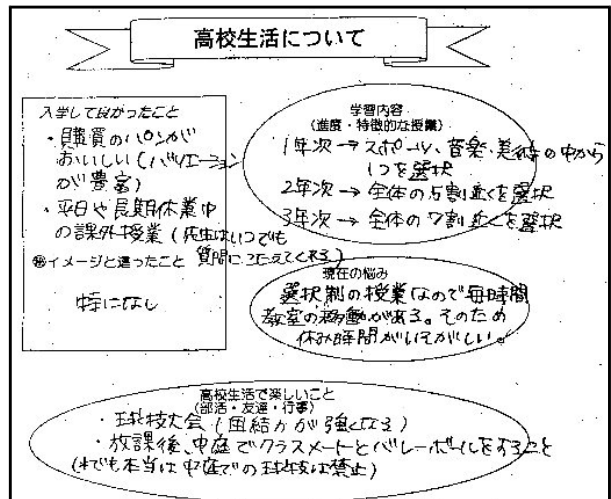 高校生活について
入学して良かったこと
・購買のパンが
おいしい(バリエーション
が豊富)
・平日や長期休業中
の課外授業(先生はいつでも
質問にこたえてくれる)
イメージと違ったこと
特になし
学習内容
(進度・特徴的な授業)
1年次→スポーツ、音楽、美術の中から
1つを選択
2年次→全体の5割近くを選択
3年次→全体の7割近くを選択
現在の悩み
選択制の授業なので毎時間
教室の移動がある。そのため
休み時間がいそがしい。
高校生活で楽しいこと
(部活・友達・行事)
・球技大会(団結力が強くなる)
・放課後、中庭でクラスメートとバレーボールをすること
(でも本当は中庭での球技は禁止)